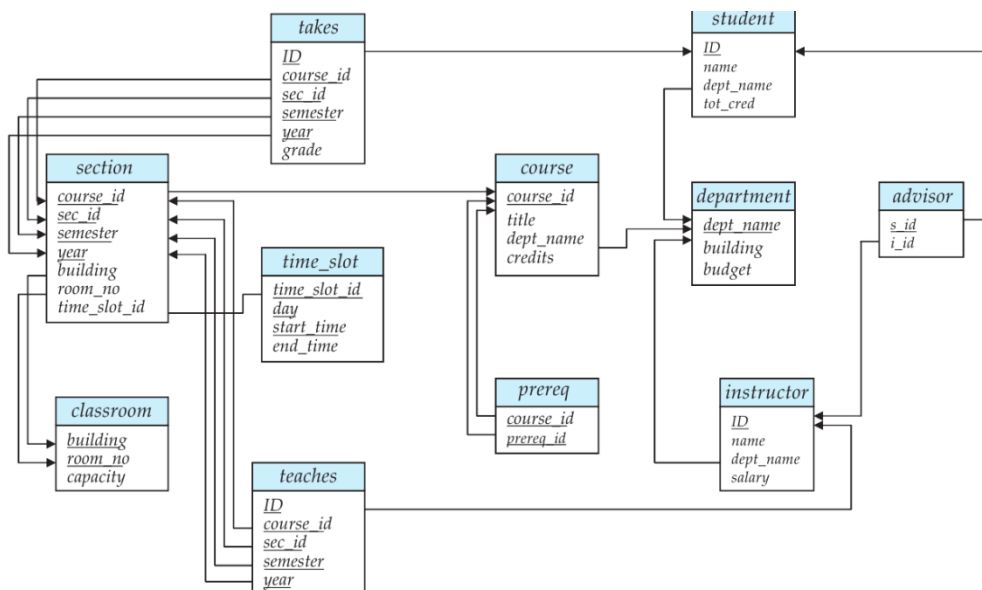 takes
ID
course_id
sec_id
semester
year
grade
student
ID
name
dept_name
tot_cred
section
course_id
sec_id
semester
year
building
room_no
time_slot_id
course
course_id
title
dept_name
credits
department
dept_name
building
budget
advisor
s_id
i_id
time_slot
time_slot_id
day
start_time
end_time
classroom
building
room_no
capacity
prereq
course_id
prereq_id
instructor
ID
name
dept_name
salary
teaches
ID
course_id
sec_id
semester
year